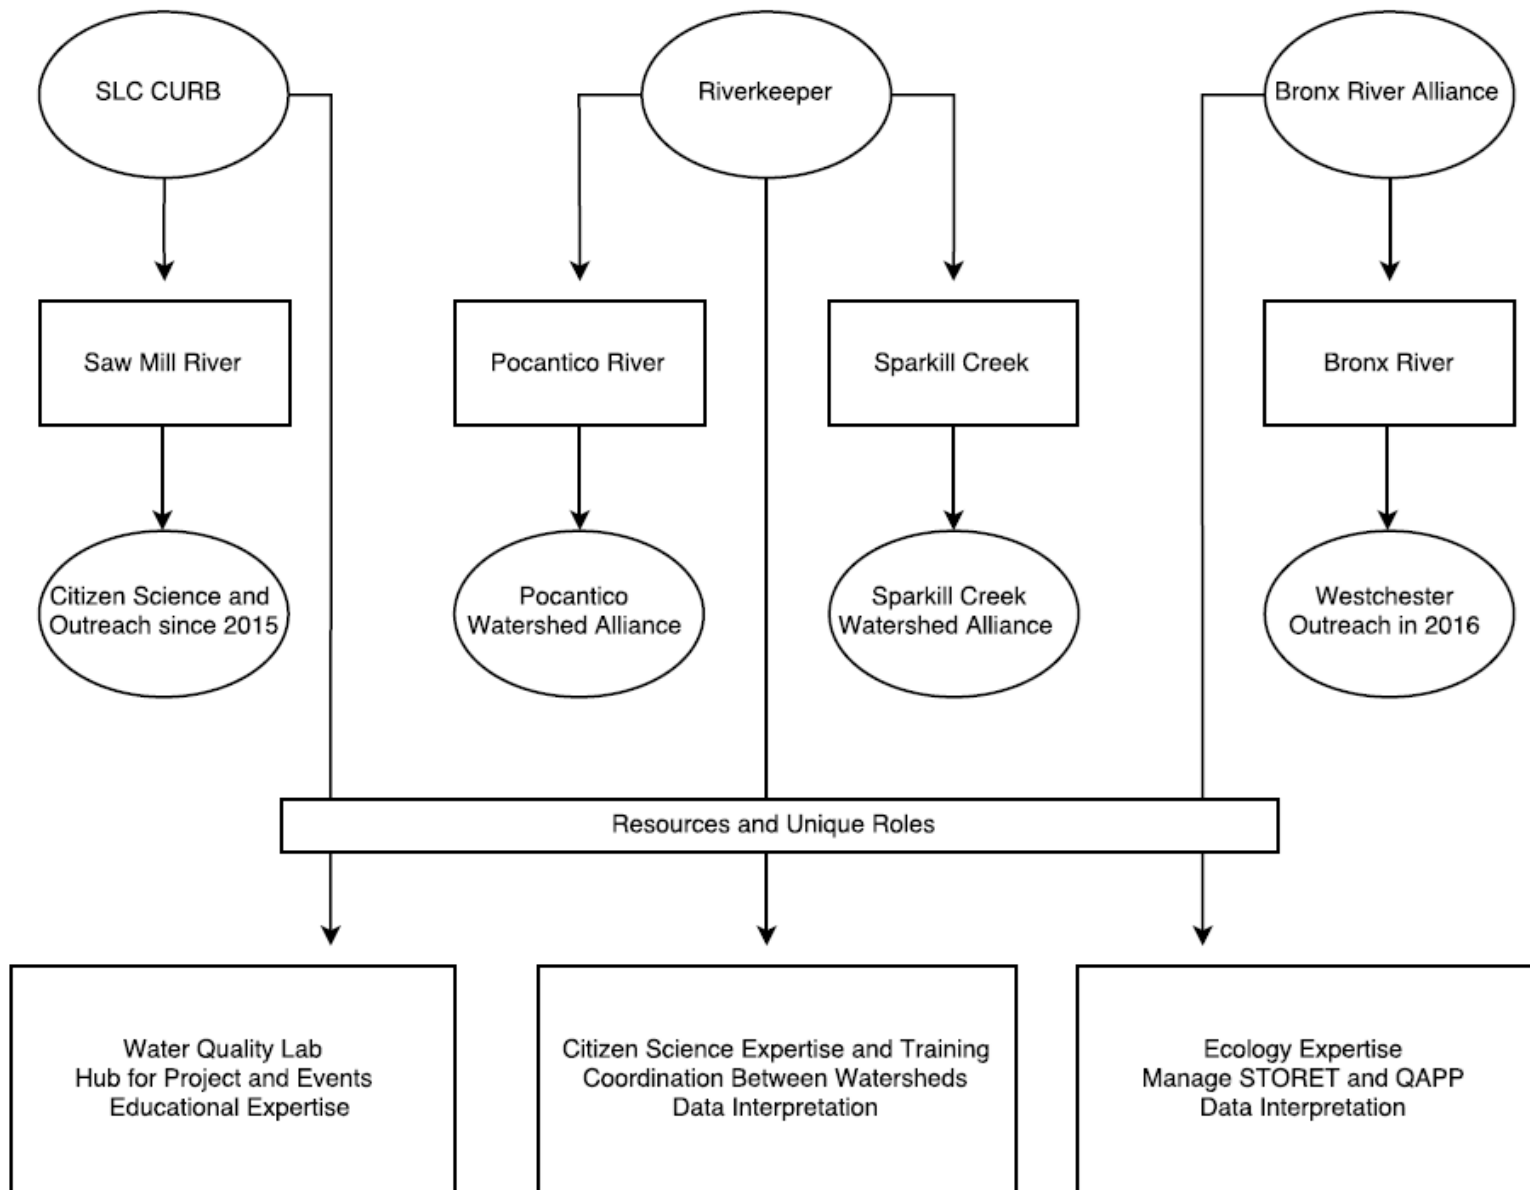 SLC CURB
Riverkeeper
Bronx River Alliance
Saw Mill River
Pocantico River
Sparkill Creek
Bronx River
Citizen Science and
Outreach since 2015
Pocantico
Watershed Alliance
Sparkill Creek
Watershed Alliance
Westchester
Outreach in 2016
Resources and Unique Roles
Water Quality Lab
Hub for Project and Events
Educational Expertise
Citizen Science Expertise and Training
Coordination Between Watersheds
Data Interpretation
Ecology Expertise
Manage STORET and QAPP
Data Interpretation